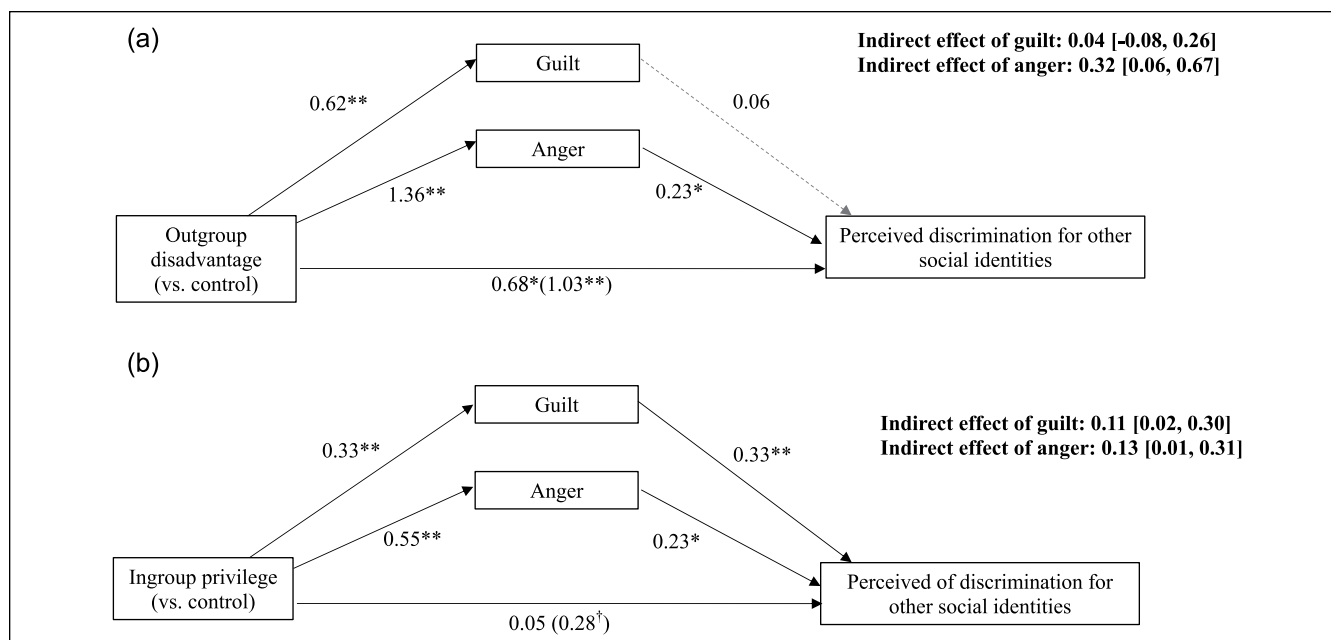 (a)
Indirect effect of guilt: 0.04 [-0.08, 0.26]
Indirect effect of anger: 0.32 [0.06, 0.67]
Guilt
0.62**
0.06
Anger
1.36**
0.23*
Outgroup
disadvantage
(vs. control)
Perceived discrimination for other
social identities
0.68*(1.03**)
(b)
Guilt
Indirect effect of guilt: 0.11 [0.02, 0.30]
Indirect effect of anger: 0.13 [0.01, 0.31]
0.33**
0.33**
Anger
0.55**
0.23*
Ingroup privilege
(vs. control)
Perceived of discrimination for
other social identities
0.05 (0.28†)